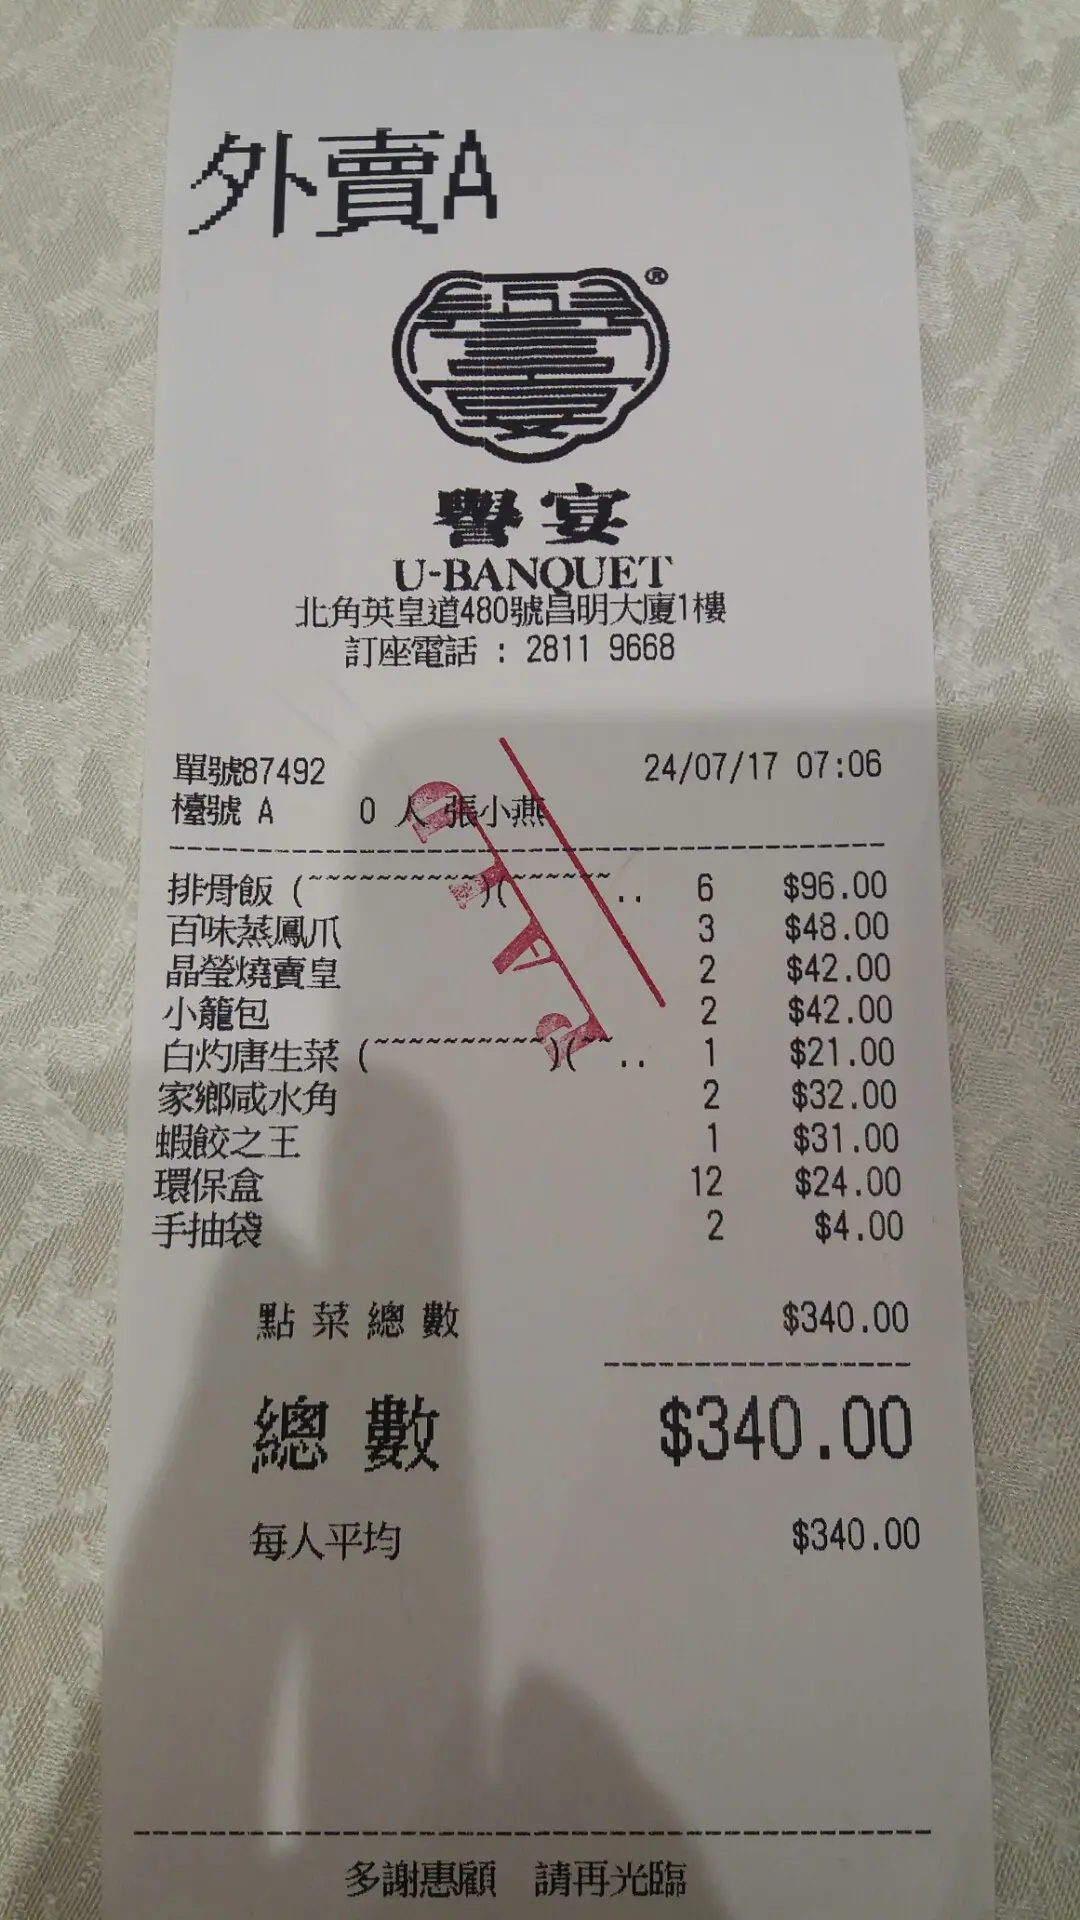 外賣A
®
譽宴
U-BANQUET
北角英皇道480號昌明大廈1樓
訂座電話 : 2811 9668
單號87492 24/07/17 07:06
檯號 A 0 人 張小燕
PAID
排骨飯 (~~~~~~~~~~)(~~~~~~.. 6 $96.00
百味蒸鳳爪 3 $48.00
晶瑩燒賣皇 2 $42.00
小籠包 2 $42.00
白灼唐生菜 (~~~~~~~~~~)(~~.. 1 $21.00
家鄉咸水角 2 $32.00
蝦餃之王 1 $31.00
環保盒 12 $24.00
手抽袋 2 $4.00
點菜總數 $340.00
總數 $340.00
每人平均 $340.00
多謝惠顧 請再光臨